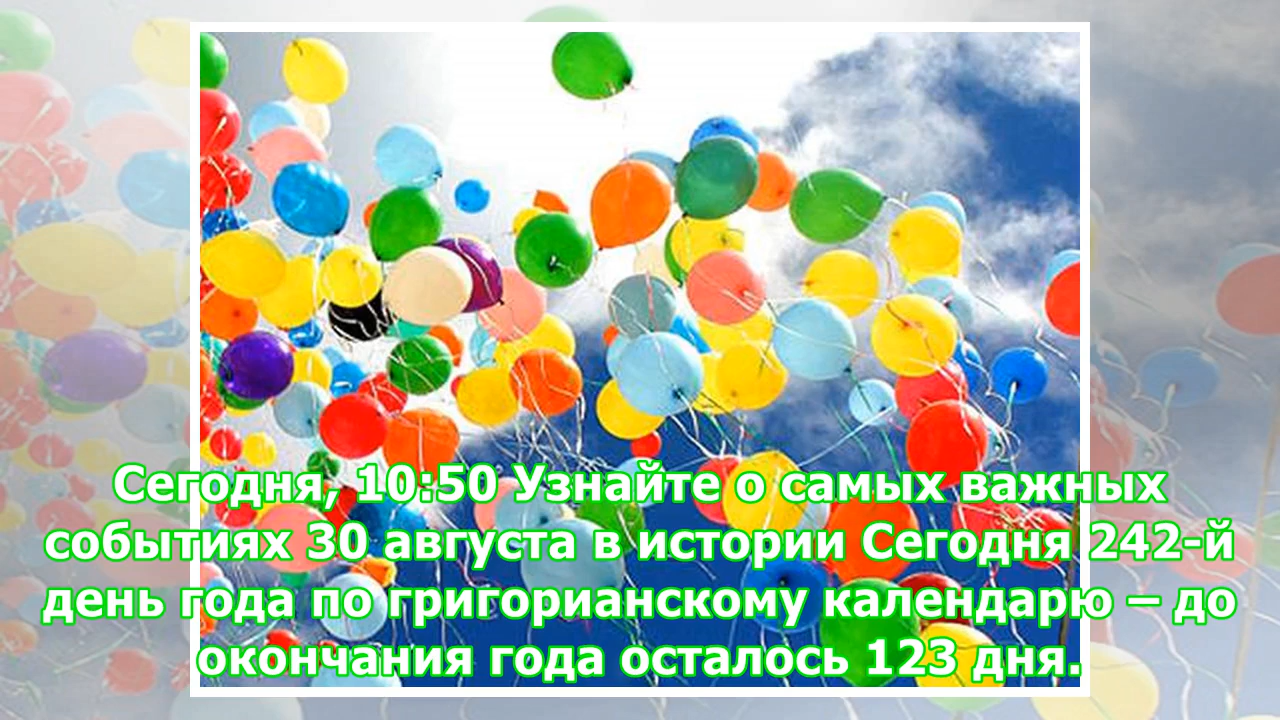 Сегодня, 10:50 Узнайте о самых важных
событиях 30 августа в истории Сегодня 242-й
день года по григорианскому календарю – до
окончания года осталось 123 дня.